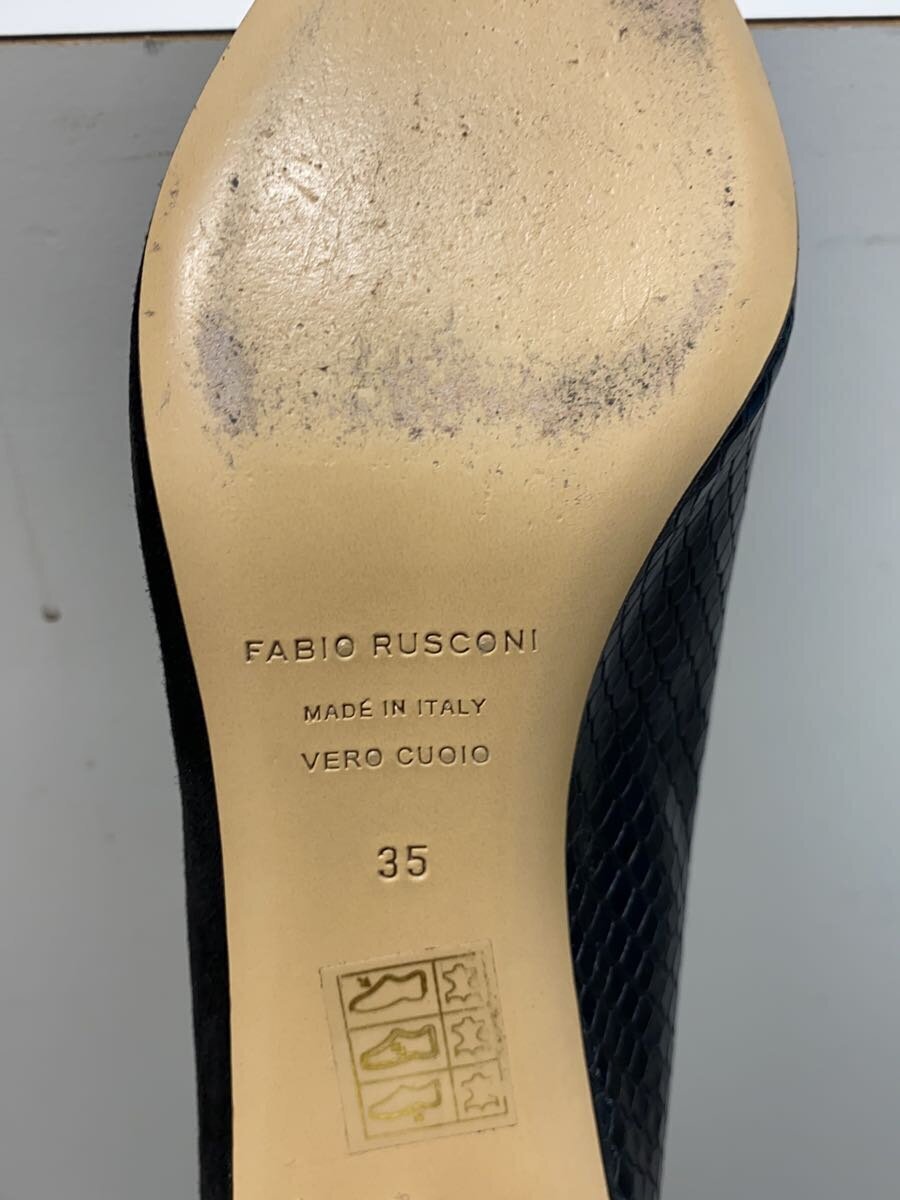 FABIO RUSCONI
MADE IN ITALY
VERO CUOIO
35